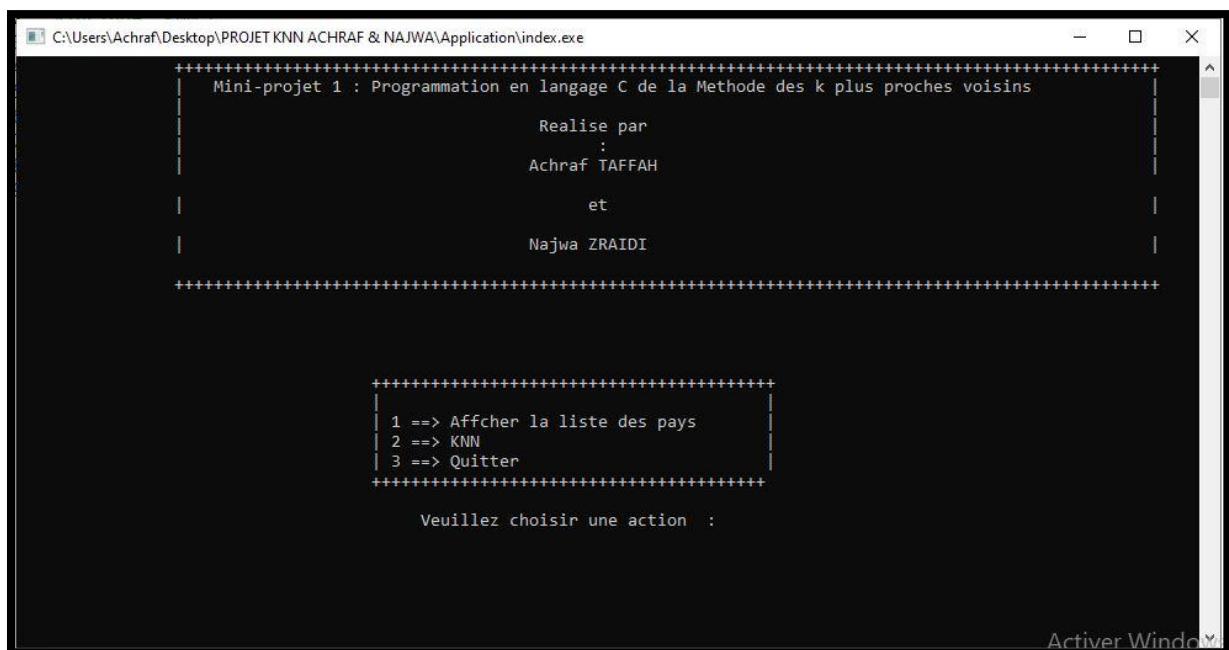 C:\Users\Achraf\Desktop\PROJET KNN ACHRAF & NAJWA\Application\index.exe
++++++++++++++++++++++++++++++++++++++++++++++++++++++++++++++++++++++++++++++++++++++++++++++++++++
| Mini-projet 1 : Programmation en langage C de la Methode des k plus proches voisins |
| |
| Realise par |
| : |
| Achraf TAFFAH |
| et |
| Najwa ZRAIDI |
++++++++++++++++++++++++++++++++++++++++++++++++++++++++++++++++++++++++++++++++++++++++++++++++++++
+++++++++++++++++++++++++++++++++++++++++
| |
| 1 ==> Affcher la liste des pays |
| 2 ==> KNN |
| 3 ==> Quitter |
++++++++++++++++++++++++++++++++++++++++
Veuillez choisir une action :
Activer Windows